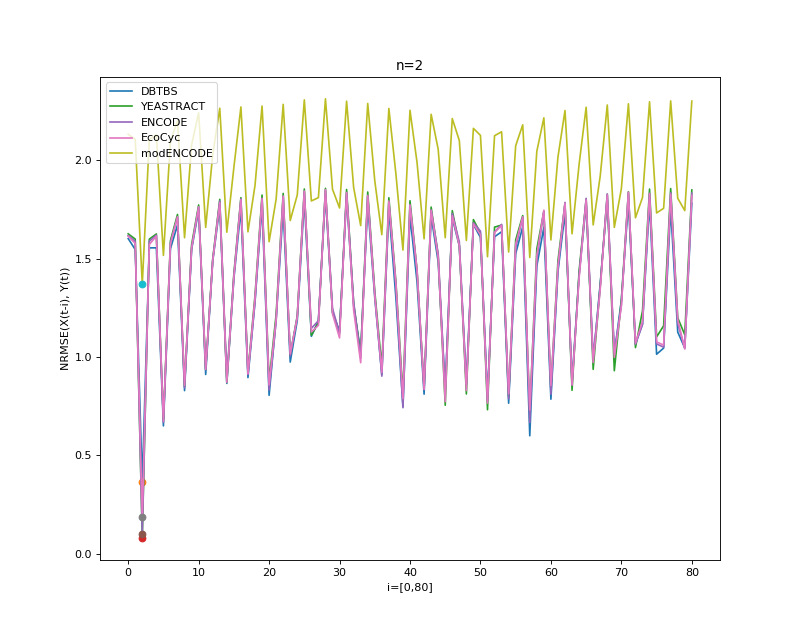 n=2
DBTBS
YEASTRACT
ENCODE
EcoCyc
modENCODE
2.0
1.5
1.0
0.5
0.0
NRMSE(X(t-i), Y(t))
0 10 20 30 40 50 60 70 80
i=[0,80]